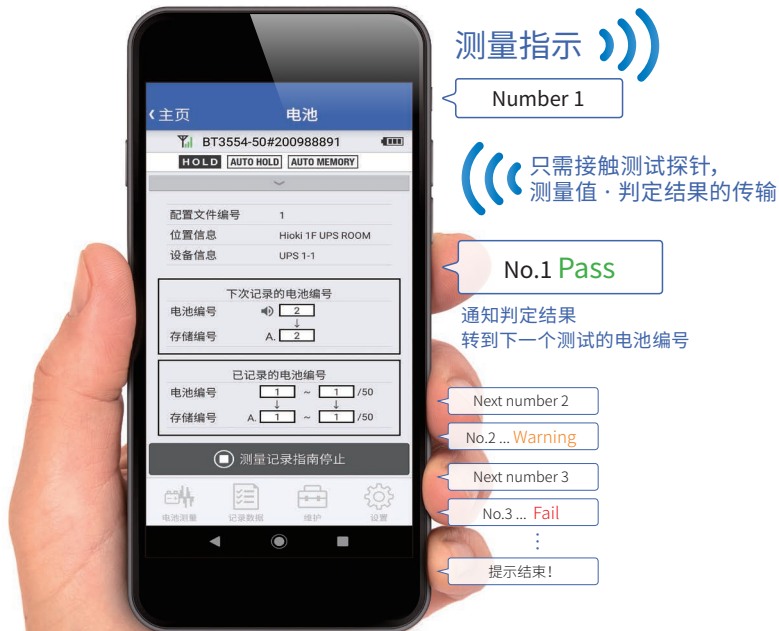 测量指示
Number 1
只需接触测试探针,
测量值·判定结果的传输
No.1 Pass
通知判定结果
转到下一个测试的电池编号
Next number 2
No.2 ... Warning
Next number 3
No.3 ... Fail
提示结束!
主页 电池
BT3554-50#200988891
HOLD AUTO HOLD AUTO MEMORY
配置文件编号 1
位置信息 Hioki 1F UPS ROOM
设备信息 UPS 1-1
下次记录的电池编号
电池编号 2
↓
存储编号 A. 2
已记录的电池编号
电池编号 1 ~ 1 /50
↓ ↓
存储编号 A. 1 ~ 1 /50
测量记录指南停止
电池测量 记录数据 维护 设置